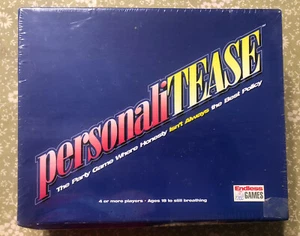 personaliTEASE
The Party Game Where Honesty Isn't Always the Best Policy
4 or more players - Ages 18 to still breathing
Endless
GAMES